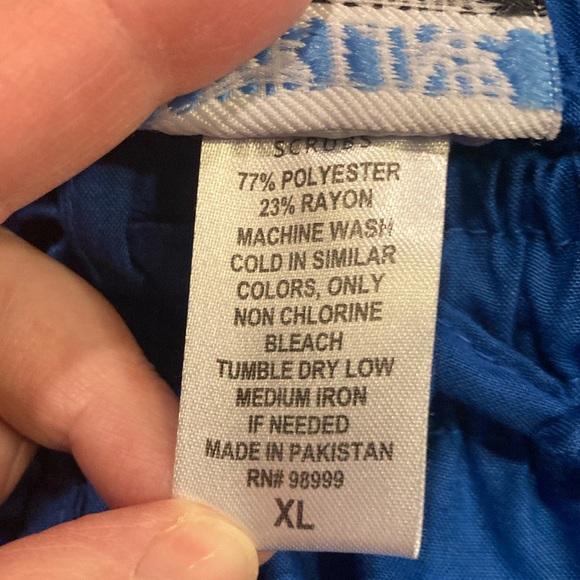 SCRUBS
77% POLYESTER
23% RAYON
MACHINE WASH
COLD IN SIMILAR
COLORS, ONLY
NON CHLORINE
BLEACH
TUMBLE DRY LOW
MEDIUM IRON
IF NEEDED
MADE IN PAKISTAN
RN# 98999
XL